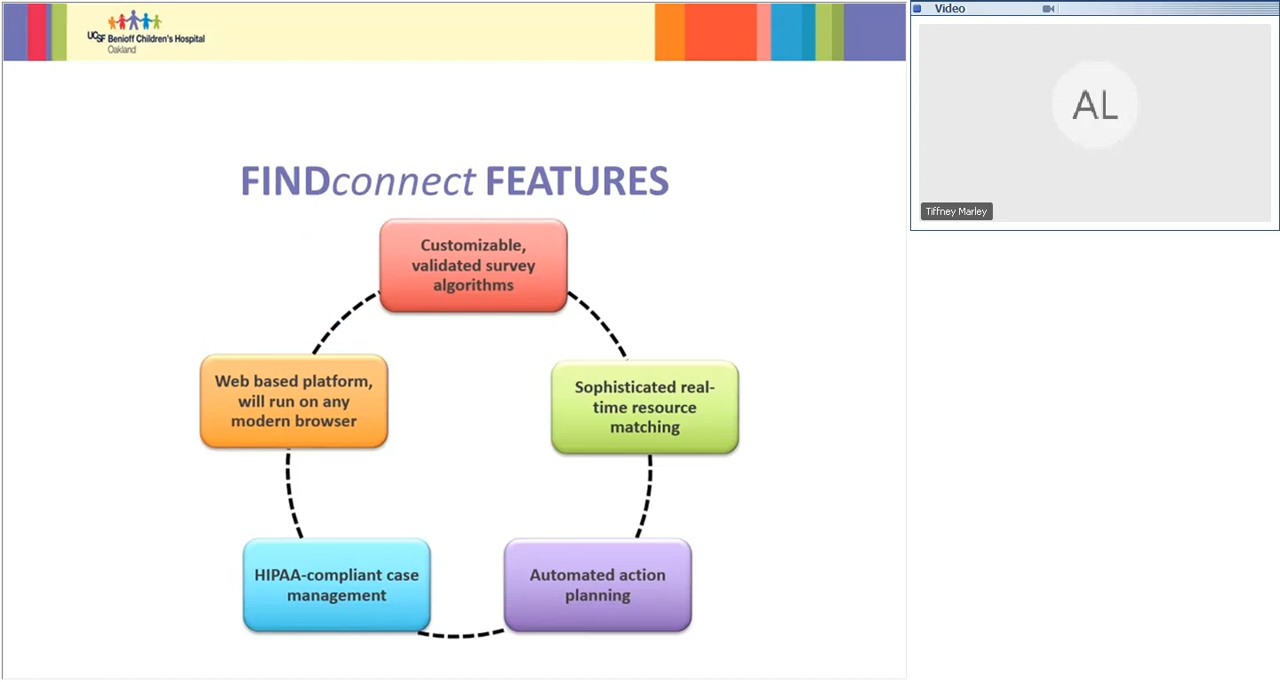 UCSF Benioff Children's Hospital
Oakland
Video
AL
Tiffney Marley
FINDconnect FEATURES
Customizable,
validated survey
algorithms
Web based platform,
will run on any
modern browser
Sophisticated real-
time resource
matching
HIPAA-compliant case
management
Automated action
planning